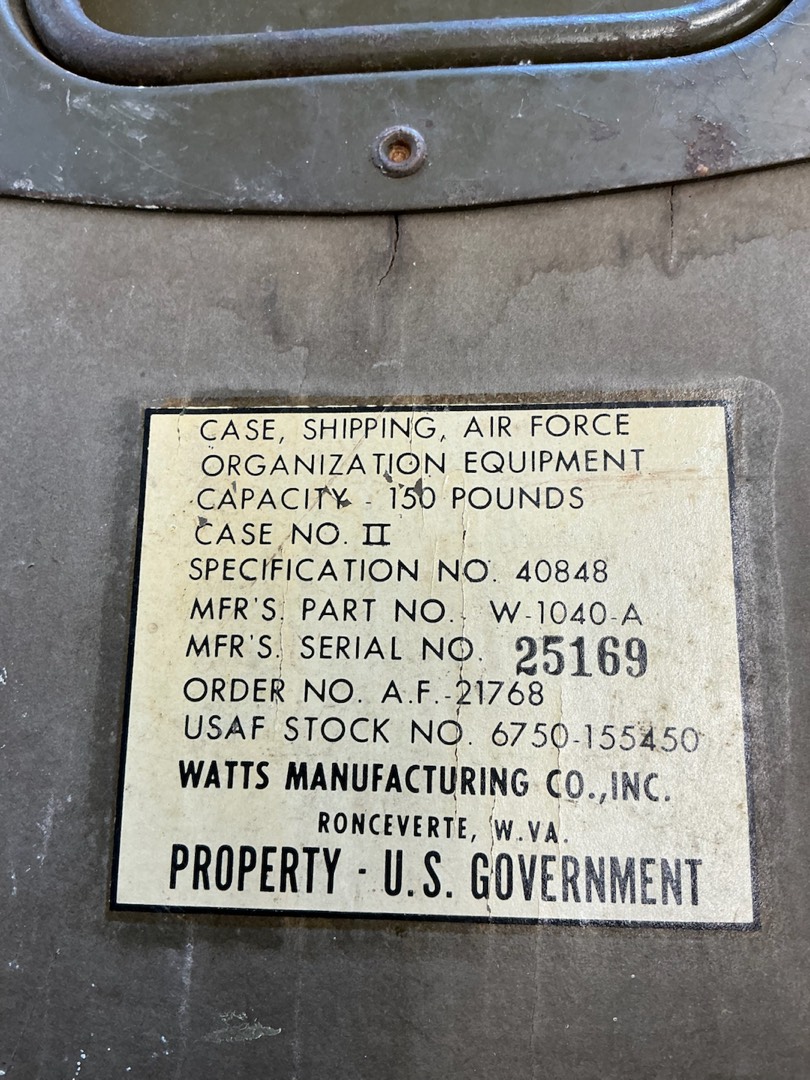 CASE, SHIPPING, AIR FORCE
ORGANIZATION EQUIPMENT
CAPACITY - 150 POUNDS
CASE NO. II
SPECIFICATION NO. 40848
MFR'S. PART NO. W-1040-A
MFR'S. SERIAL NO. 25169
ORDER NO. A.F.-21768
USAF STOCK NO. 6750-155450
WATTS MANUFACTURING CO., INC.
RONCEVERTE, W.VA.
PROPERTY - U.S. GOVERNMENT